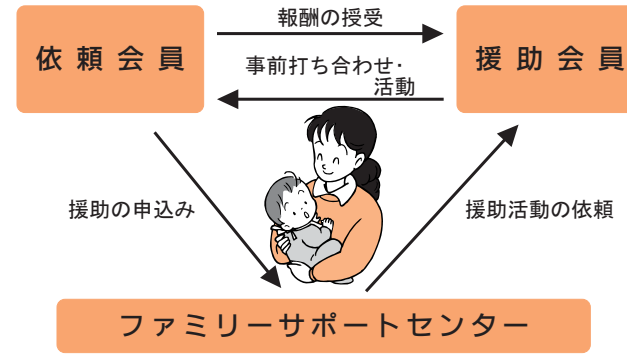 報酬の授受
依頼会員
援助会員
事前打ち合わせ・
活動
援助の申込み
援助活動の依頼
ファミリーサポートセンター